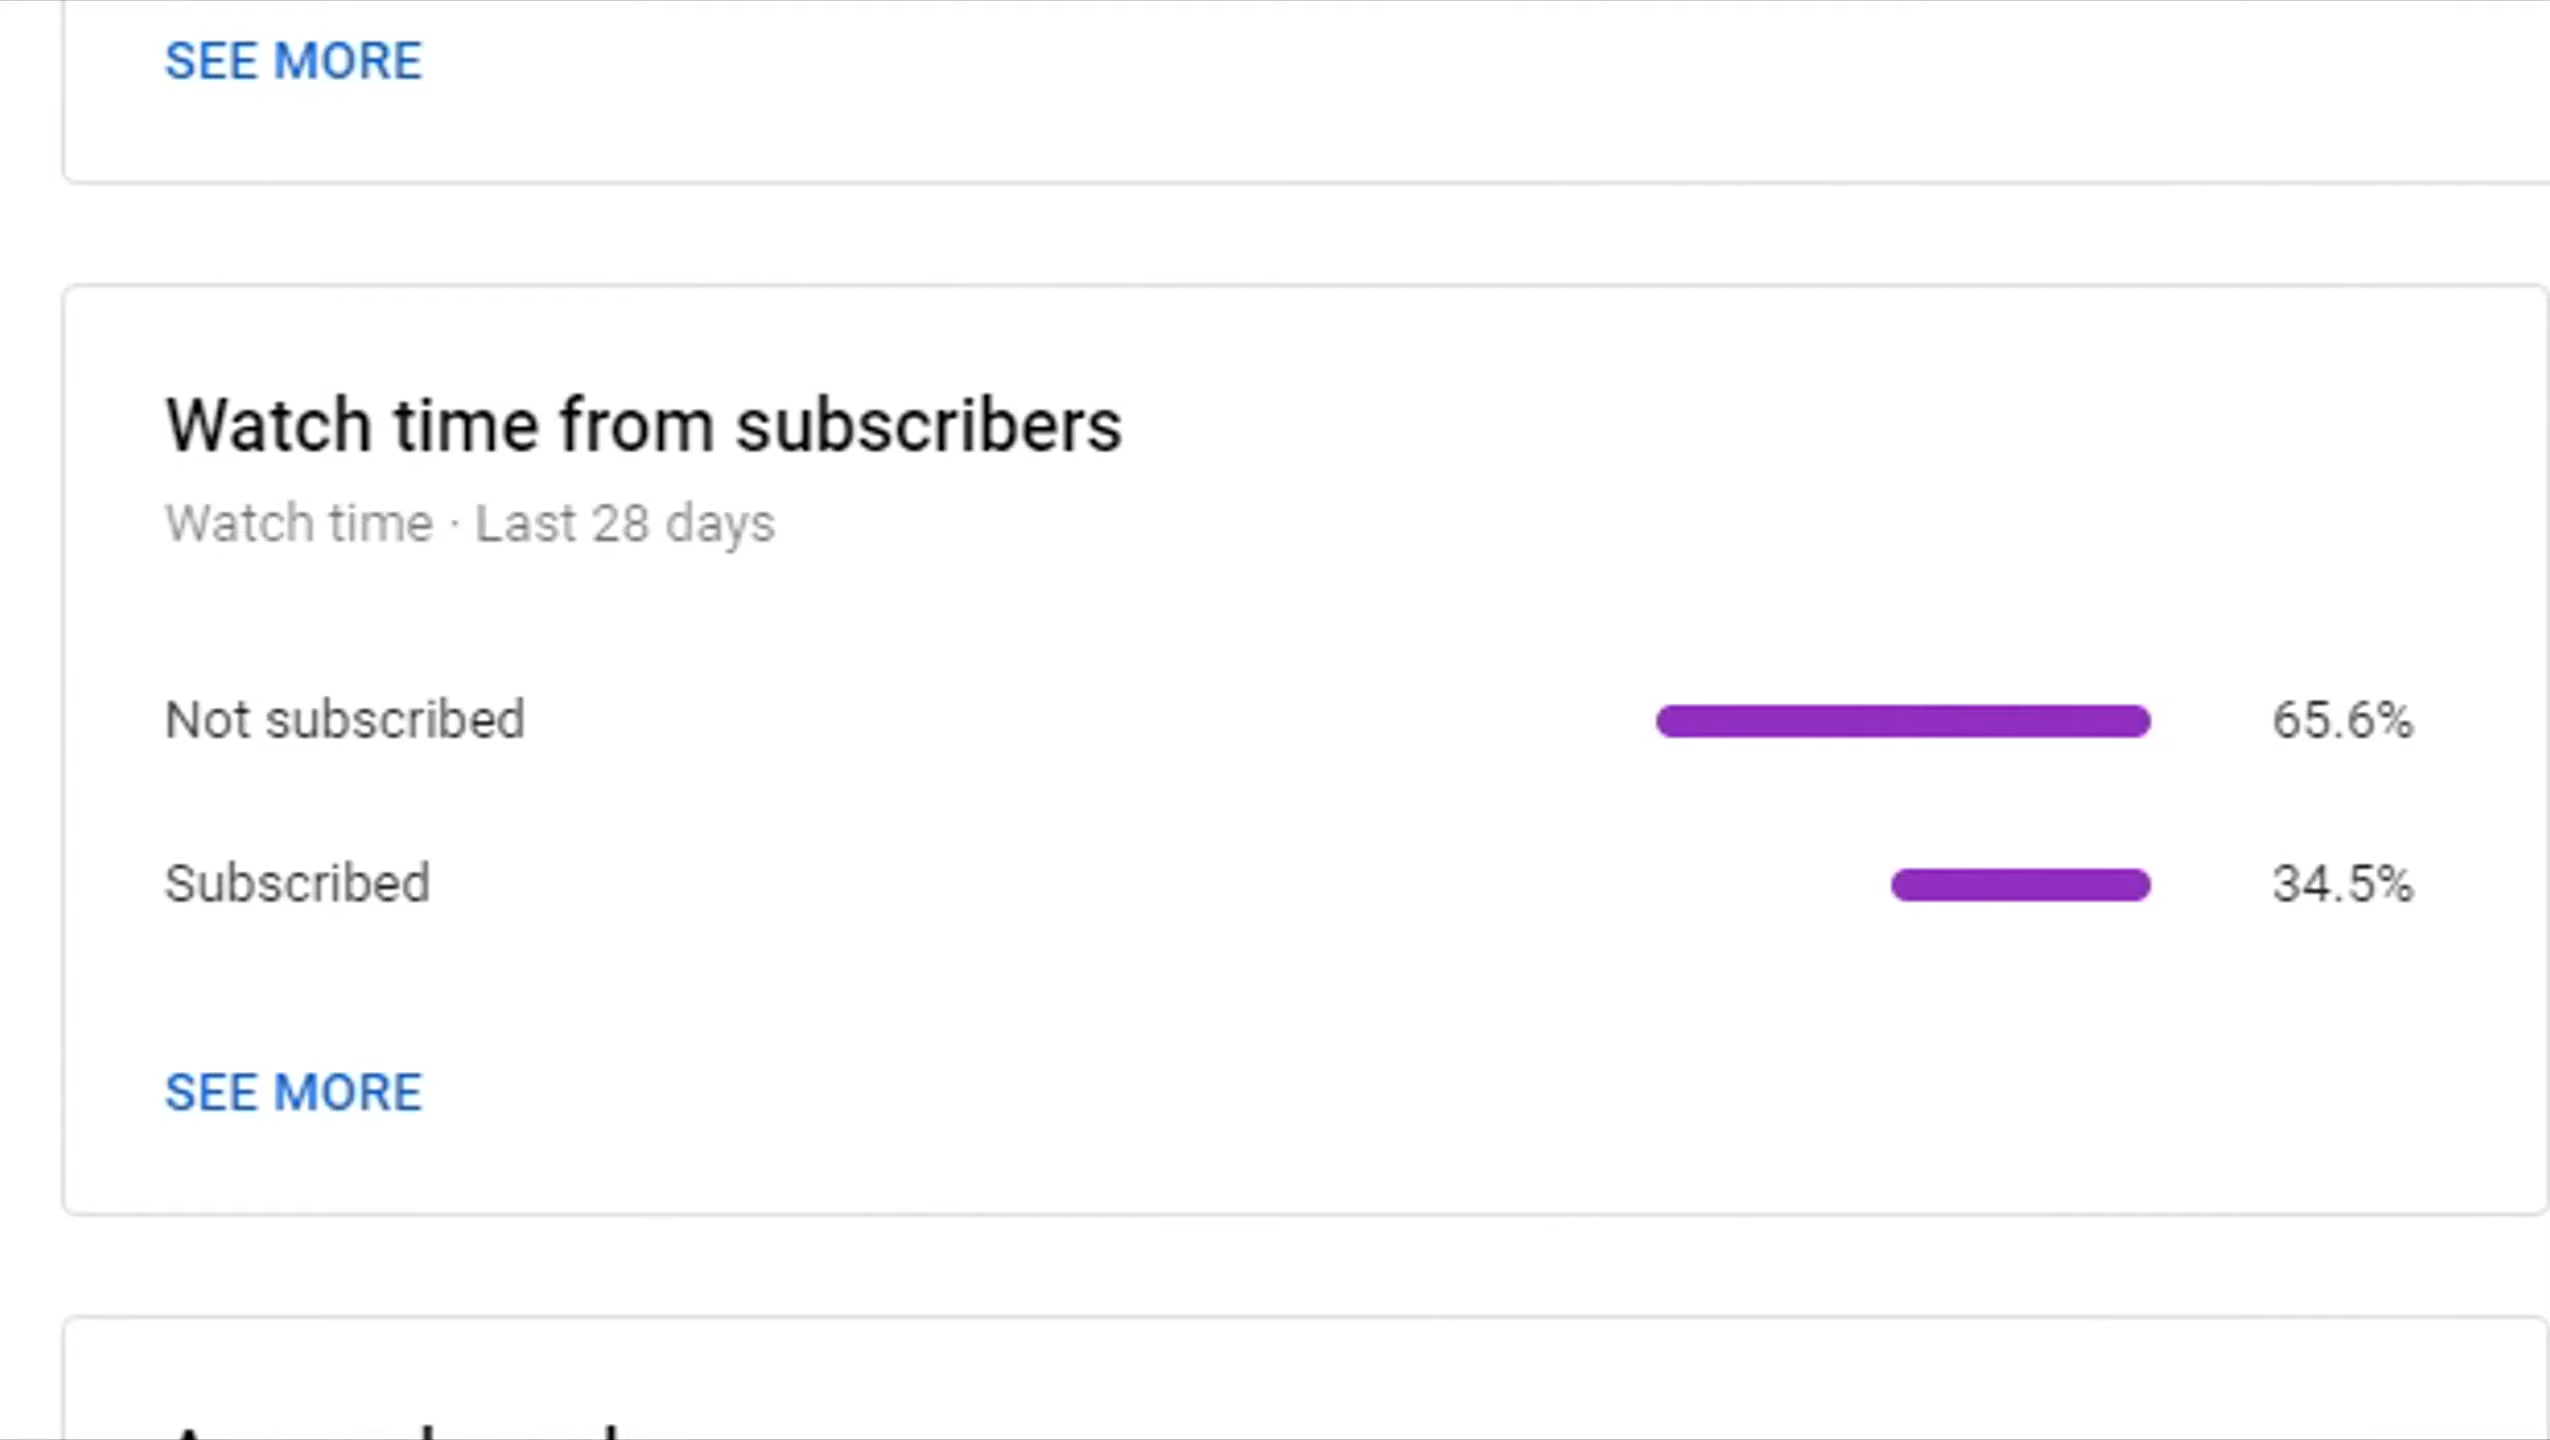 SEE MORE
Watch time from subscribers
Watch time · Last 28 days
Not subscribed 65.6%
Subscribed 34.5%
SEE MORE